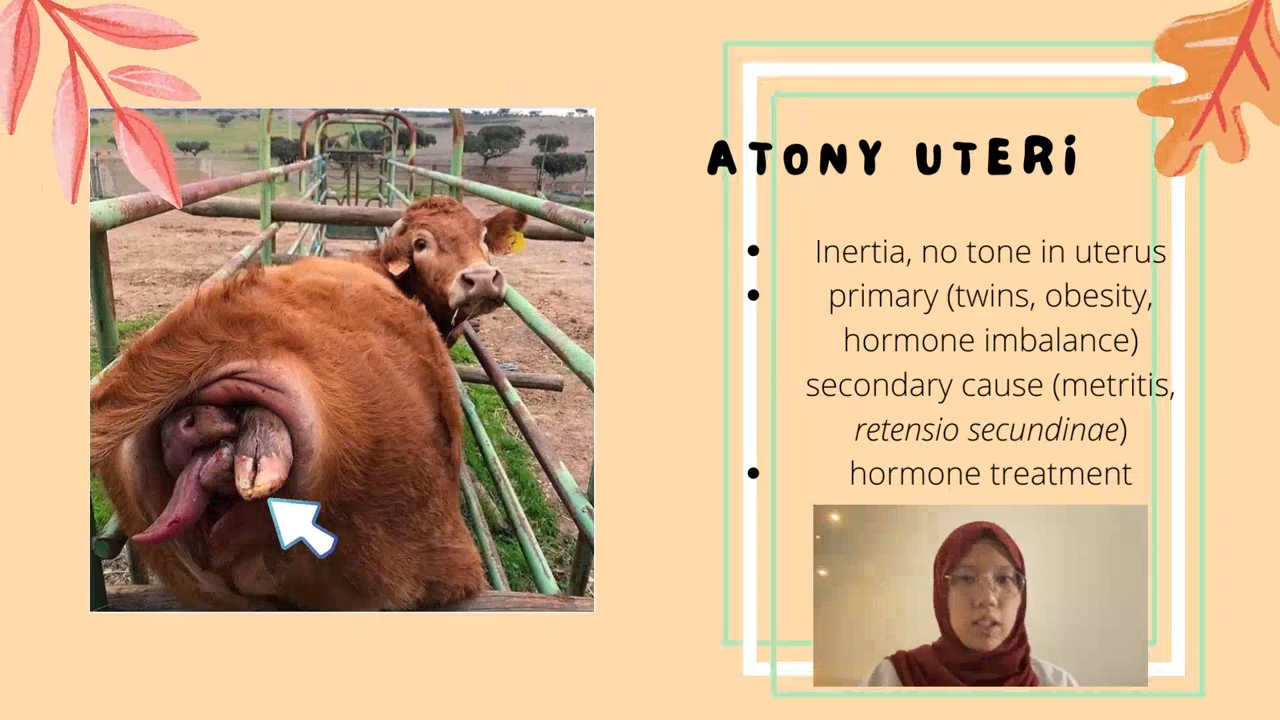 ATONY UTERi
• Inertia, no tone in uterus
• primary (twins, obesity,
hormone imbalance)
secondary cause (metritis,
retensio secundinae)
• hormone treatment